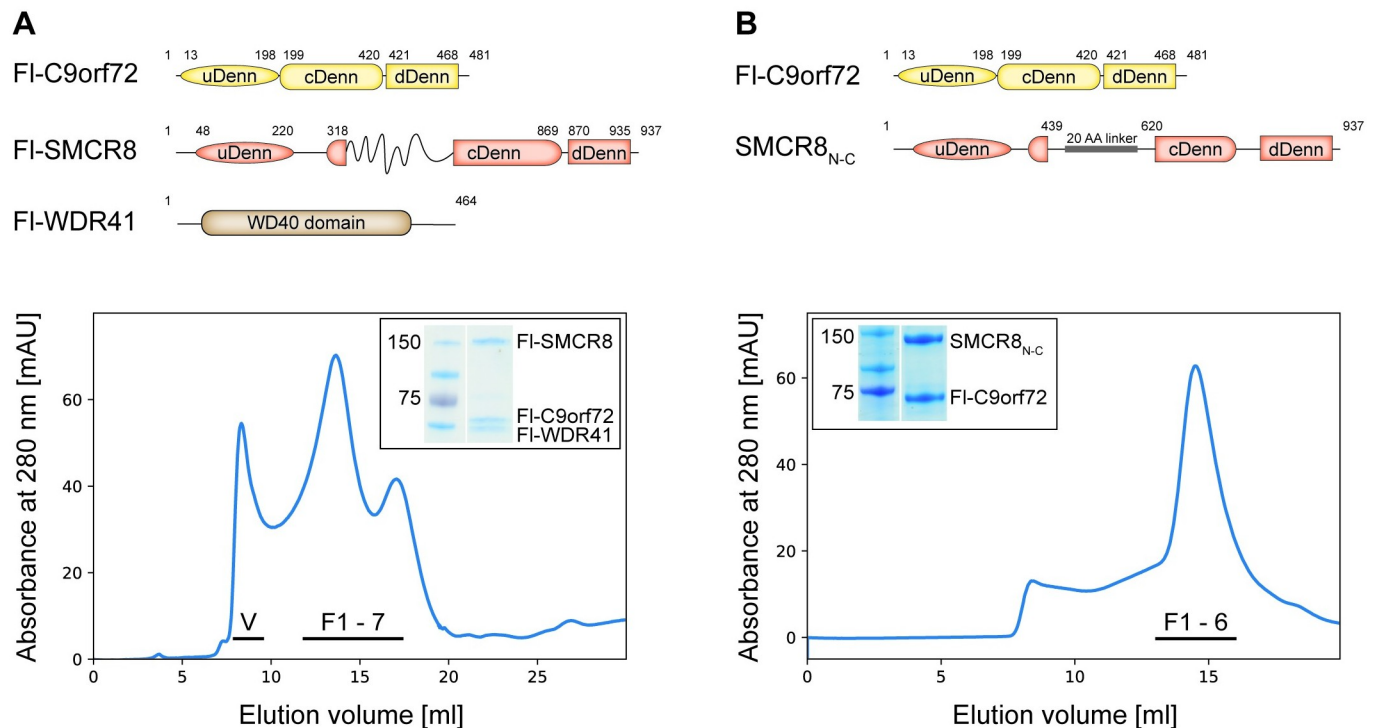 A
1 13 198 199 420 421 468 481
Fl-C9orf72 uDenn cDenn dDenn
1 48 220 318 869 870 935 937
Fl-SMCR8 uDenn cDenn dDenn
1 464
Fl-WDR41 WD40 domain
Absorbance at 280 nm [mAU]
60
40
20
0
150 Fl-SMCR8
75
Fl-C9orf72
Fl-WDR41
V F1 - 7
0 5 10 15 20 25
Elution volume [ml]
B
1 13 198 199 420 421 468 481
Fl-C9orf72 uDenn cDenn dDenn
1 439 620 937
20 AA linker
SMCR8N-C uDenn cDenn dDenn
Absorbance at 280 nm [mAU]
60
40
20
0
150 SMCR8N-C
75 Fl-C9orf72
F1 - 6
0 5 10 15
Elution volume [ml]